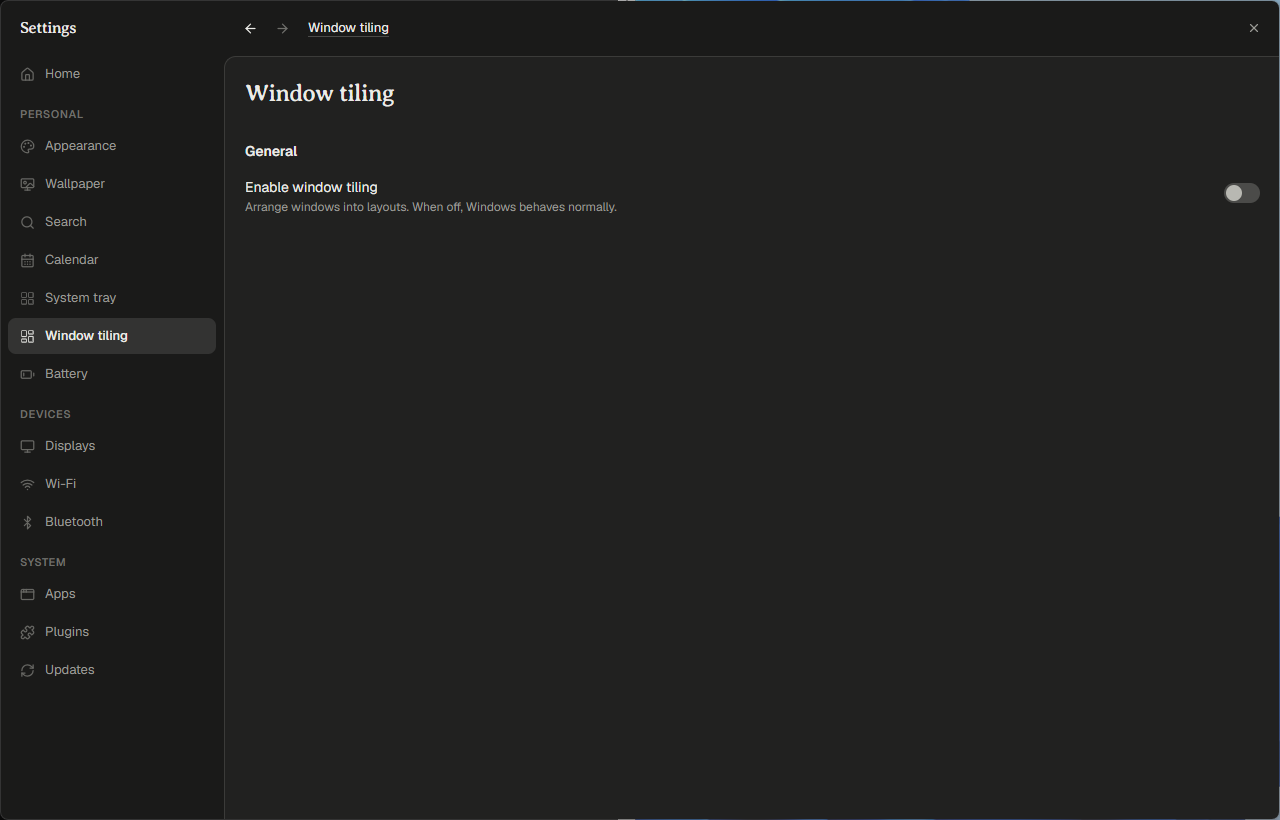 Settings
Window tiling
Home
PERSONAL
Appearance
Wallpaper
Search
Calendar
System tray
Window tiling
Battery
DEVICES
Displays
Wi-Fi
Bluetooth
SYSTEM
Apps
Plugins
Updates
Window tiling
General
Enable window tiling
Arrange windows into layouts. When off, Windows behaves normally.